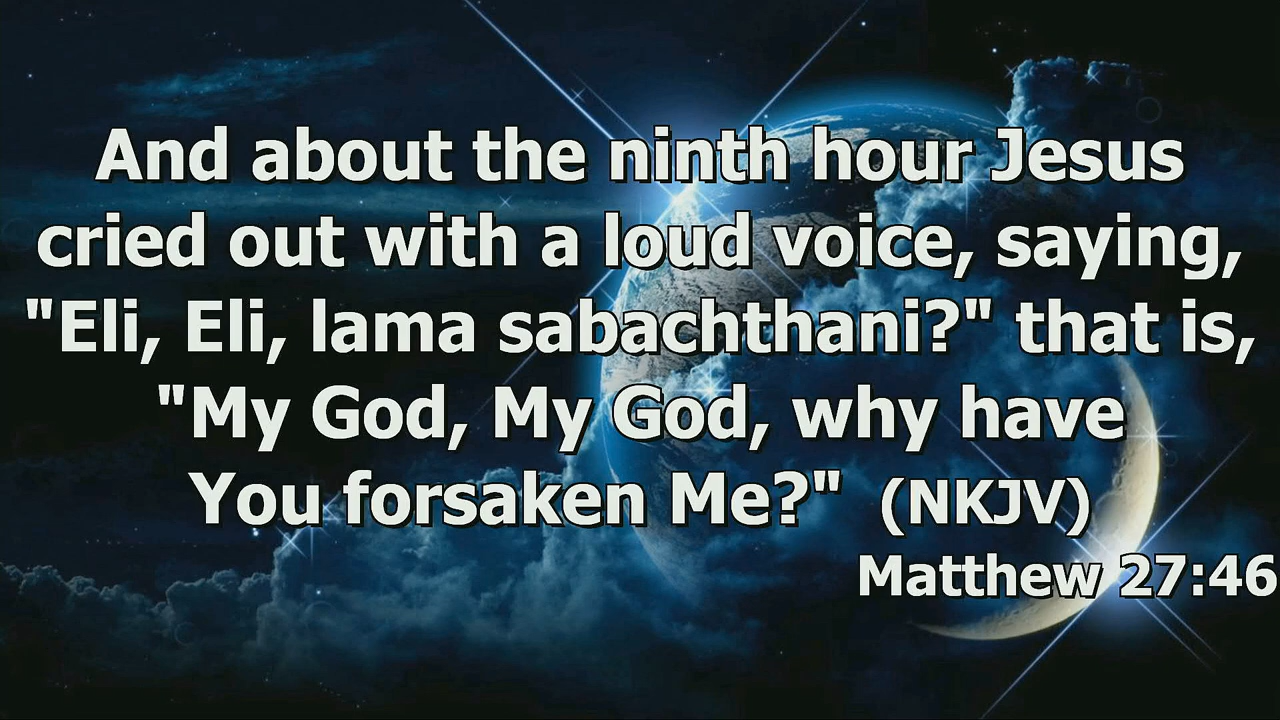 And about the ninth hour Jesus
cried out with a loud voice, saying,
"Eli, Eli, lama sabachthani?" that is,
"My God, My God, why have
You forsaken Me?" (NKJV)
Matthew 27:46